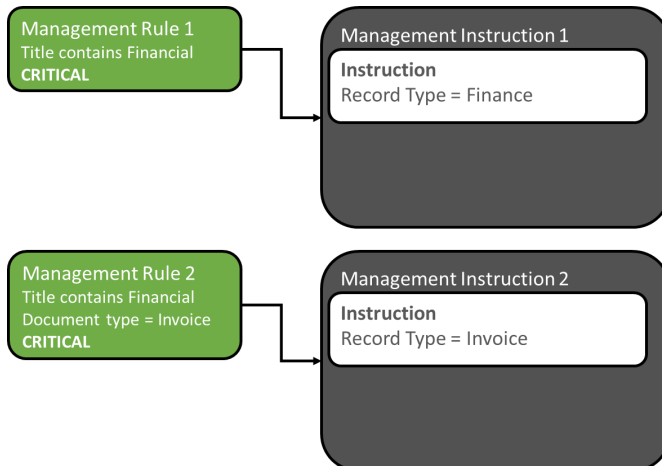 Management Rule 1
Title contains Financial
CRITICAL
Management Instruction 1
Instruction
Record Type = Finance
Management Rule 2
Title contains Financial
Document type = Invoice
CRITICAL
Management Instruction 2
Instruction
Record Type = Invoice